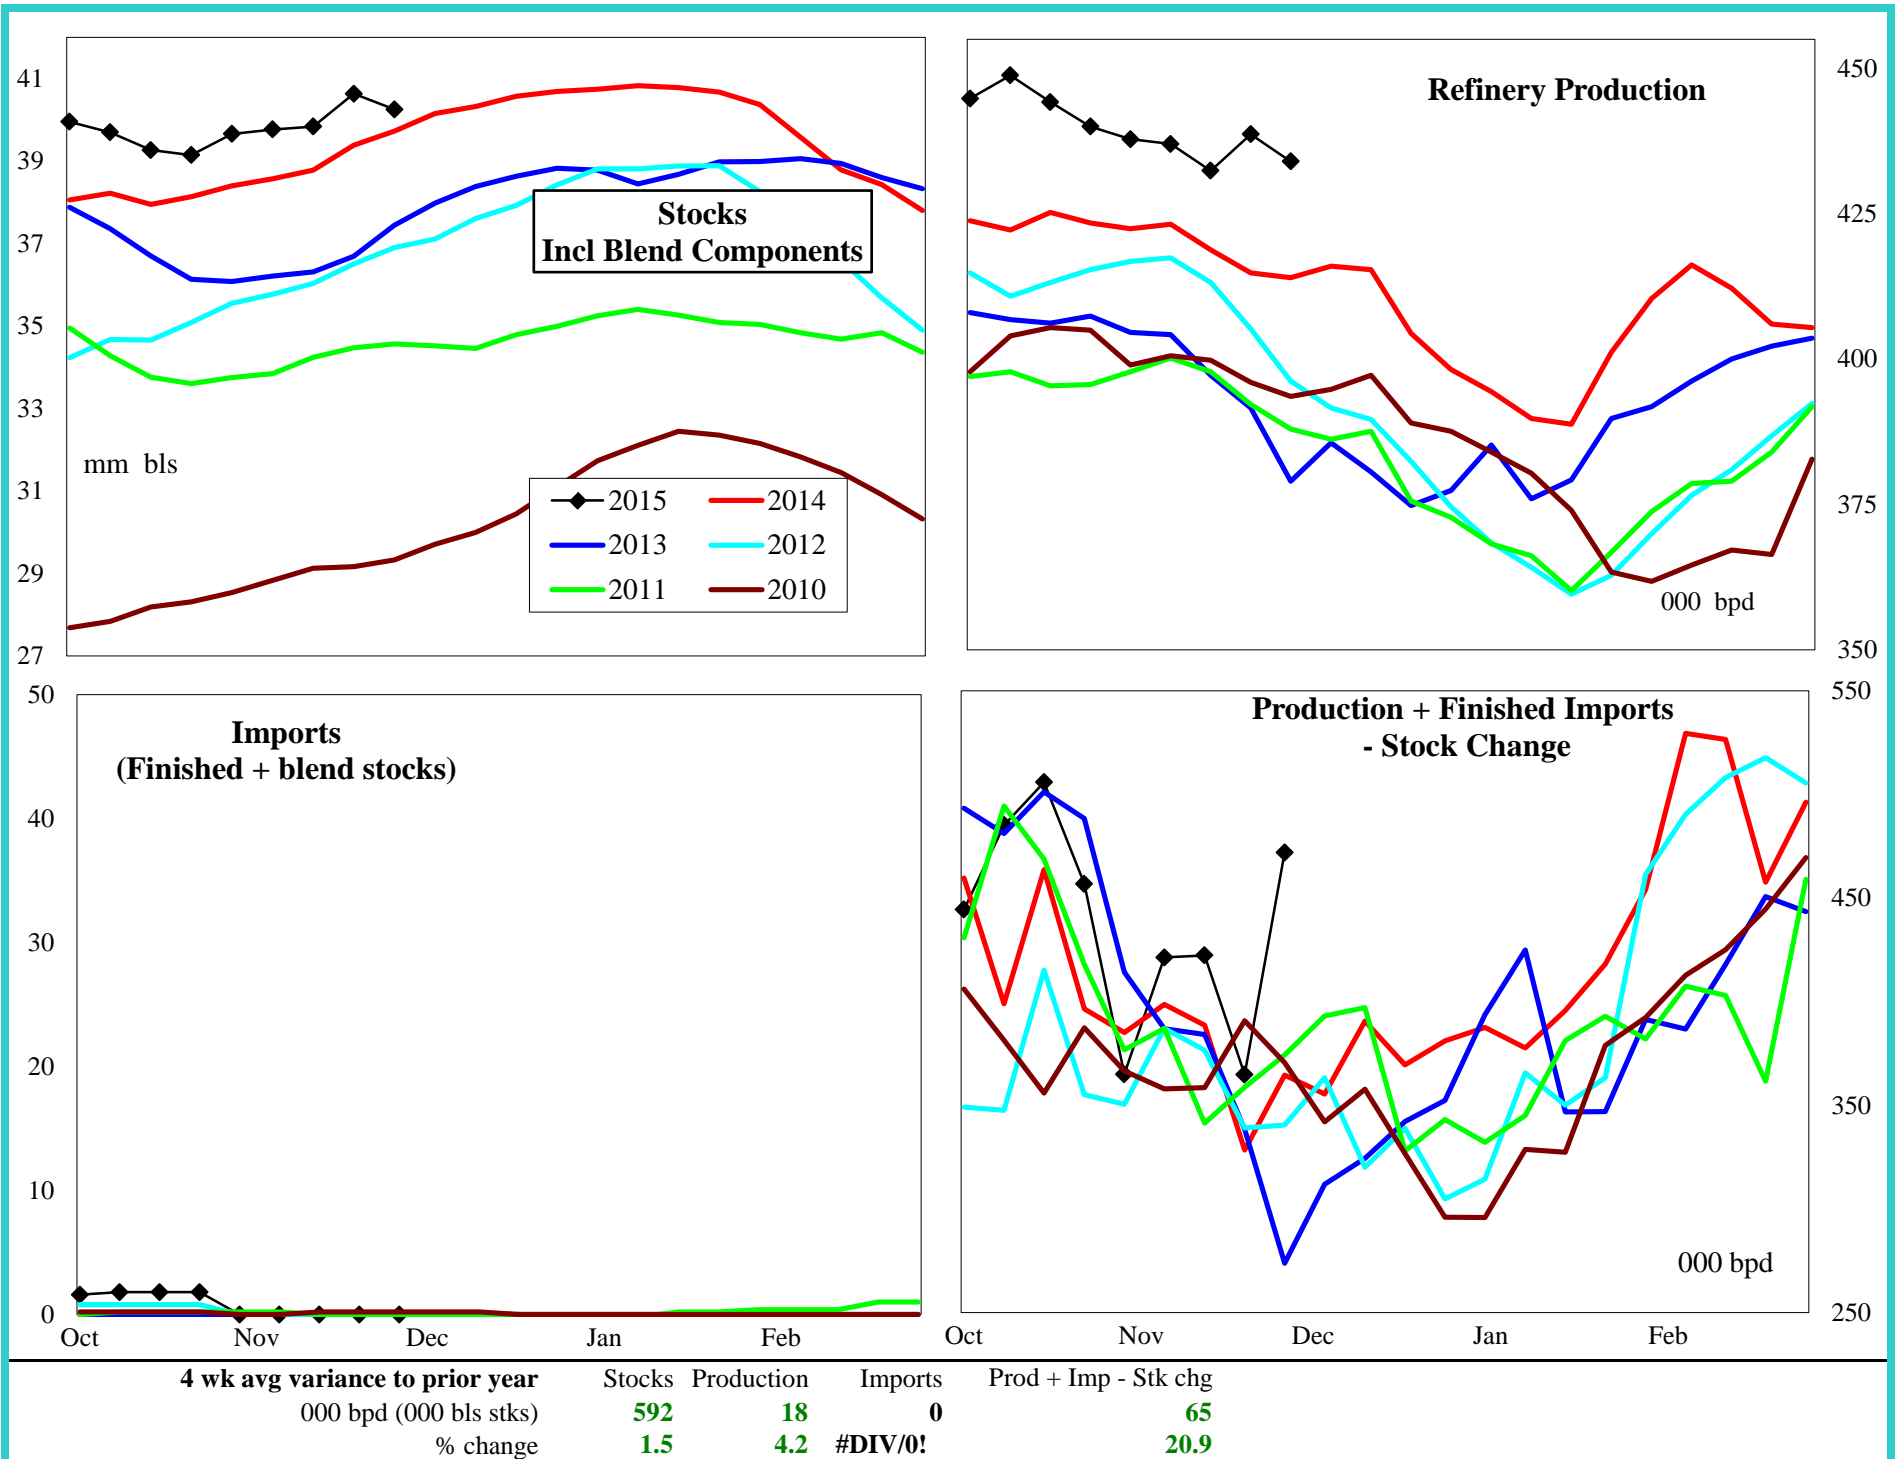 41
39
37
35
33
31
29
27
Stocks
Incl Blend Components
mm bls
2015 2014
2013 2012
2011 2010
Refinery Production
450
425
400
375
350
000 bpd
50
40
30
20
10
0
Imports
(Finished + blend stocks)
Oct Nov Dec Jan Feb
Production + Finished Imports
- Stock Change
550
450
350
250
000 bpd
Oct Nov Dec Jan Feb
4 wk avg variance to prior year Stocks Production Imports Prod + Imp - Stk chg
000 bpd (000 bls stks) 592 18 0 65
% change 1.5 4.2 #DIV/0! 20.9